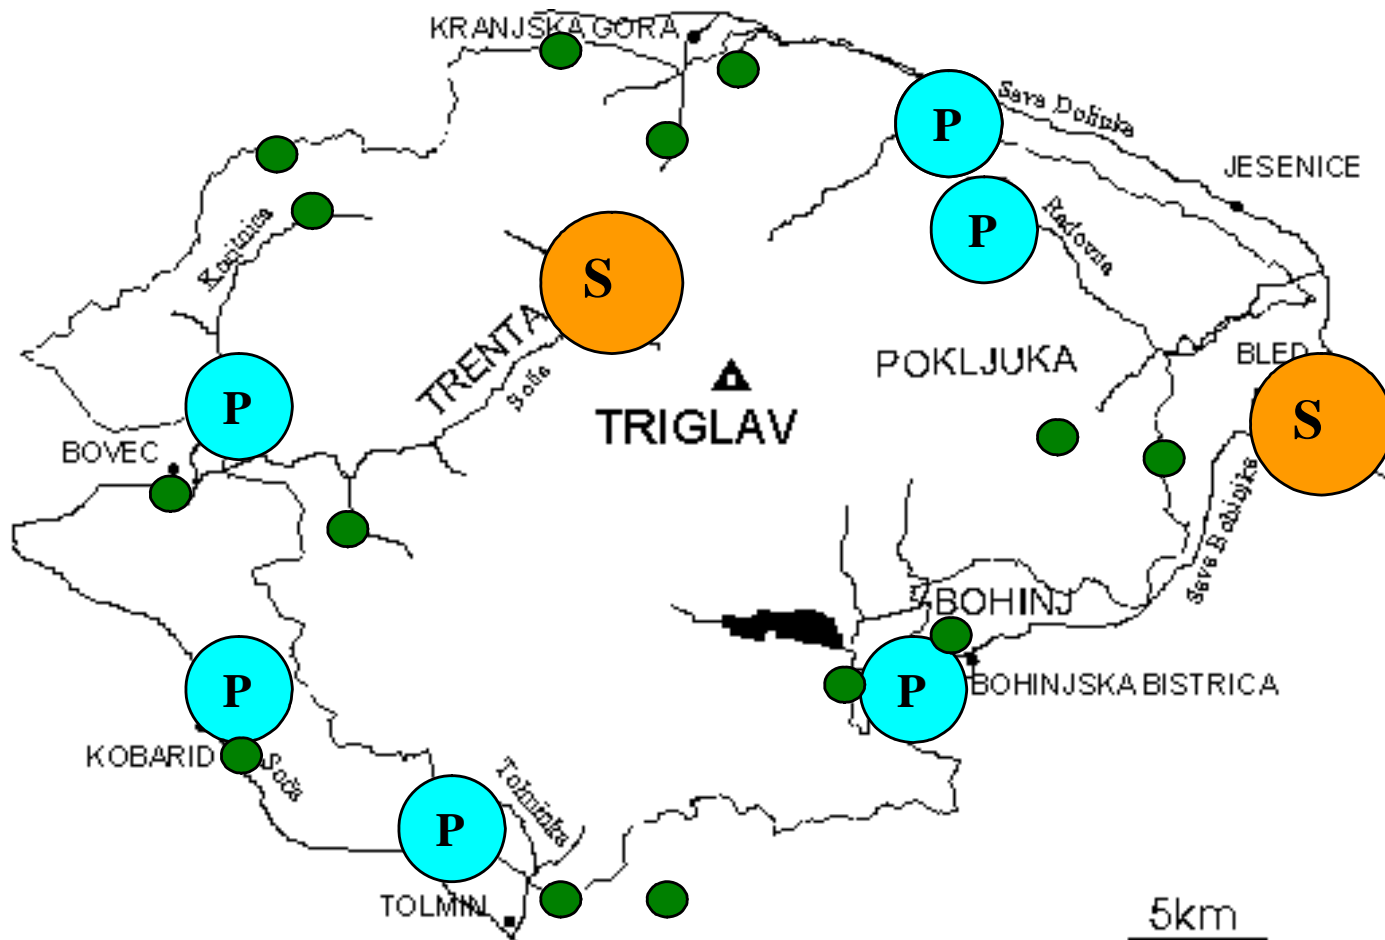 KRANJSKA GORA
Sava Dolinka
P
JESENICE
P
Radovna
Koritnica
S
TRENTA
Soča
POKLJUKA
BLED
TRIGLAV
P
S
BOVEC
Sava Bohinjka
BOHINJ
P
P
BOHINJSKA BISTRICA
KOBARID
Soča
Tolminka
P
TOLMIN
5km